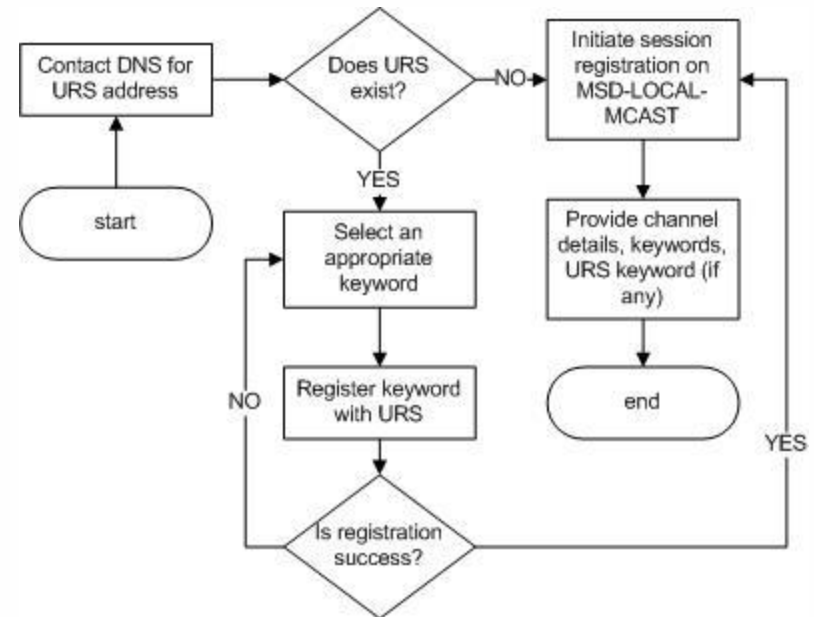 start
Contact DNS for
URS address
Does URS
exist?
NO
Initiate session
registration on
MSD-LOCAL-
MCAST
YES
Select an
appropriate
keyword
Provide channel
details, keywords,
URS keyword (if
any)
Register keyword
with URS
NO
end
YES
Is registration
success?